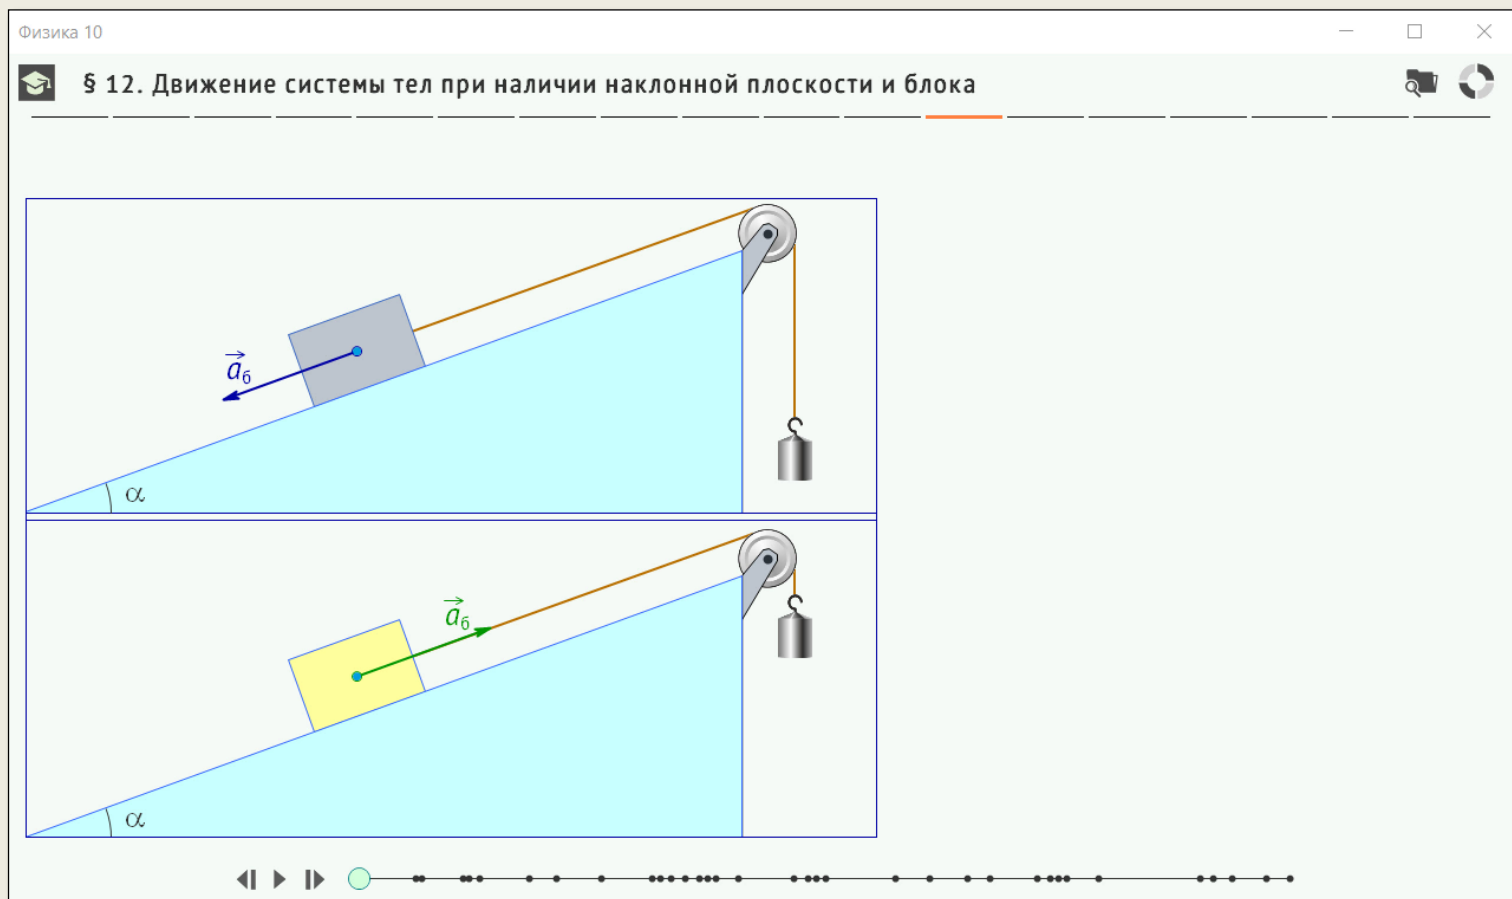 Физика 10
§ 12. Движение системы тел при наличии наклонной плоскости и блока
a⃗б
α
a⃗б
α